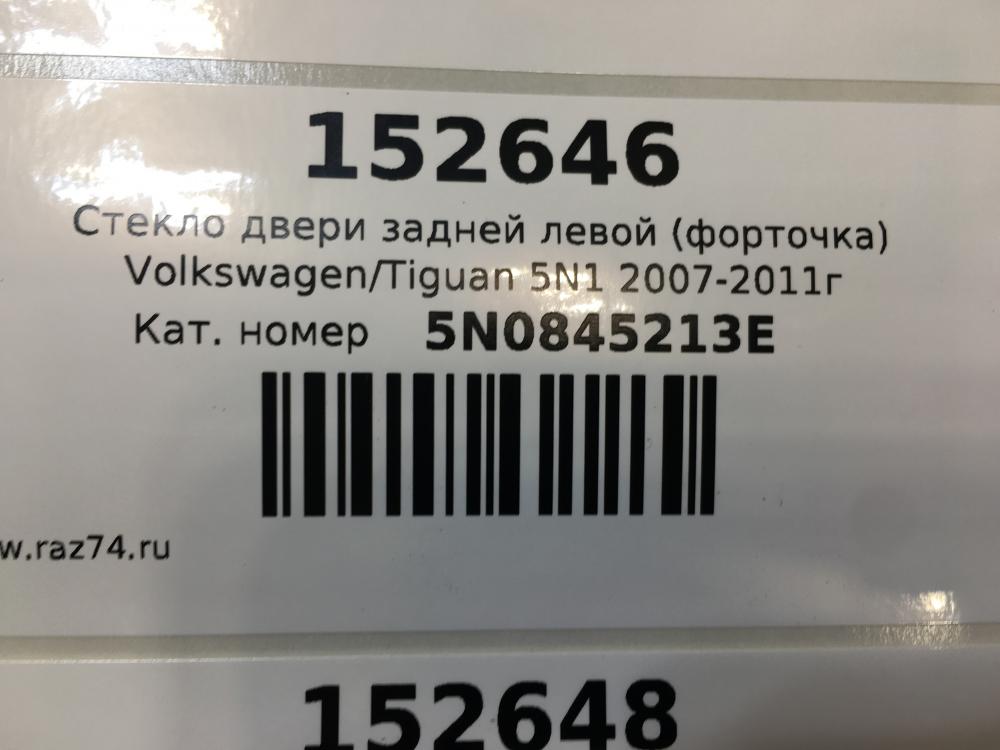 152646
Стекло двери задней левой (форточка)
Volkswagen/Tiguan 5N1 2007-2011г
Кат. номер 5N0845213E
w.raz74.ru
152648